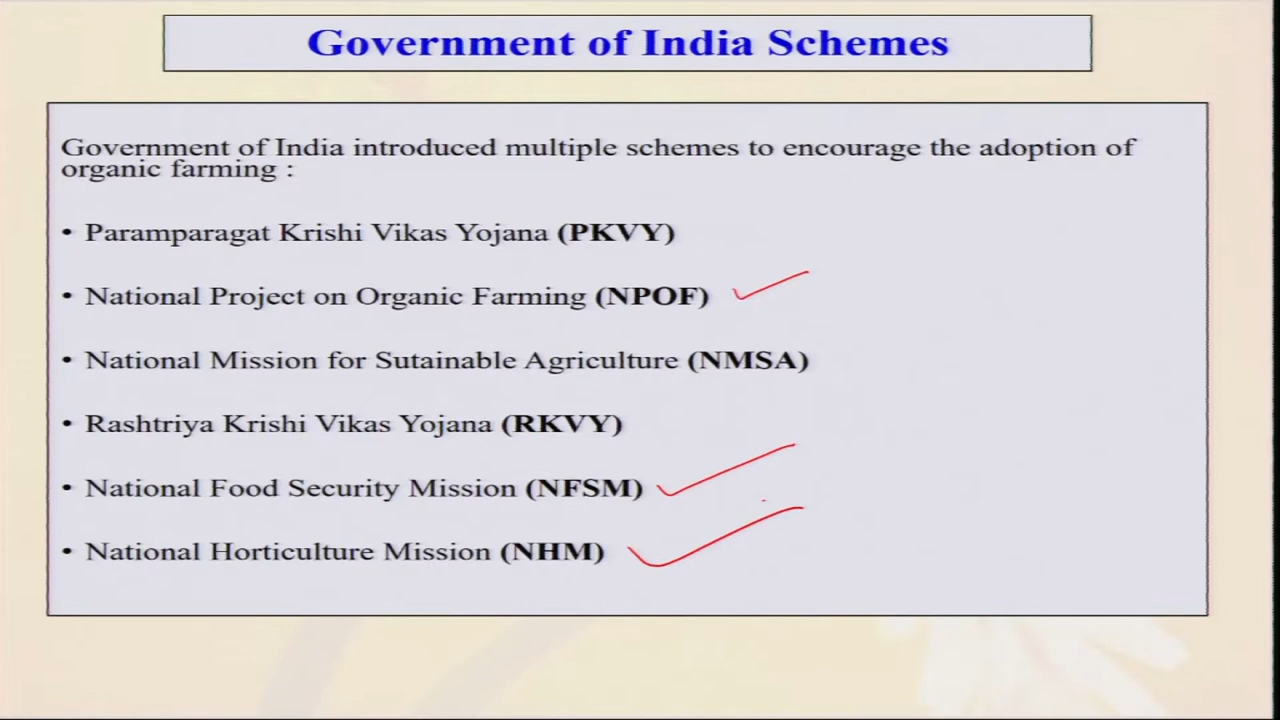 Government of India Schemes
Government of India introduced multiple schemes to encourage the adoption of
organic farming :
• Paramparagat Krishi Vikas Yojana (PKVY)
• National Project on Organic Farming (NPOF)
• National Mission for Sutainable Agriculture (NMSA)
• Rashtriya Krishi Vikas Yojana (RKVY)
• National Food Security Mission (NFSM)
• National Horticulture Mission (NHM)